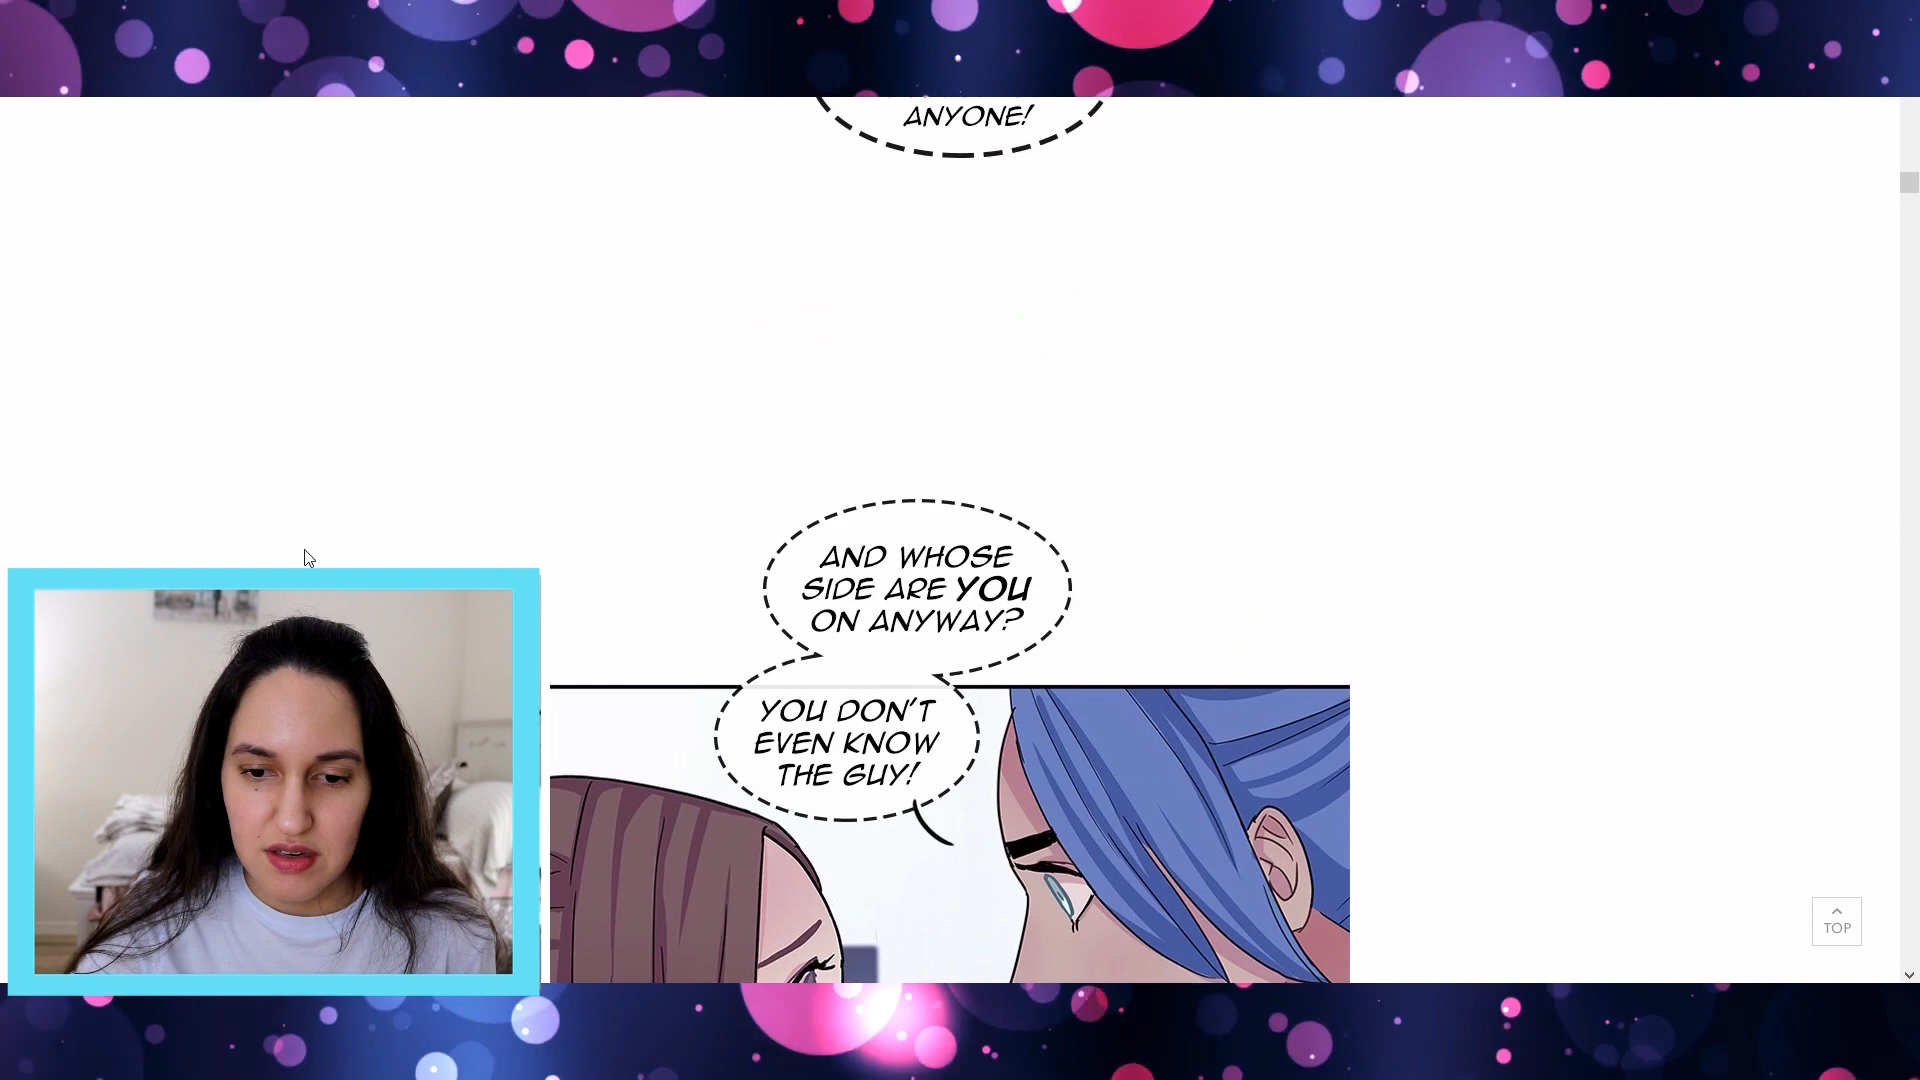 ANYONE!
AND WHOSE
SIDE ARE YOU
ON ANYWAY?
YOU DON'T
EVEN KNOW
THE GUY!
TOP